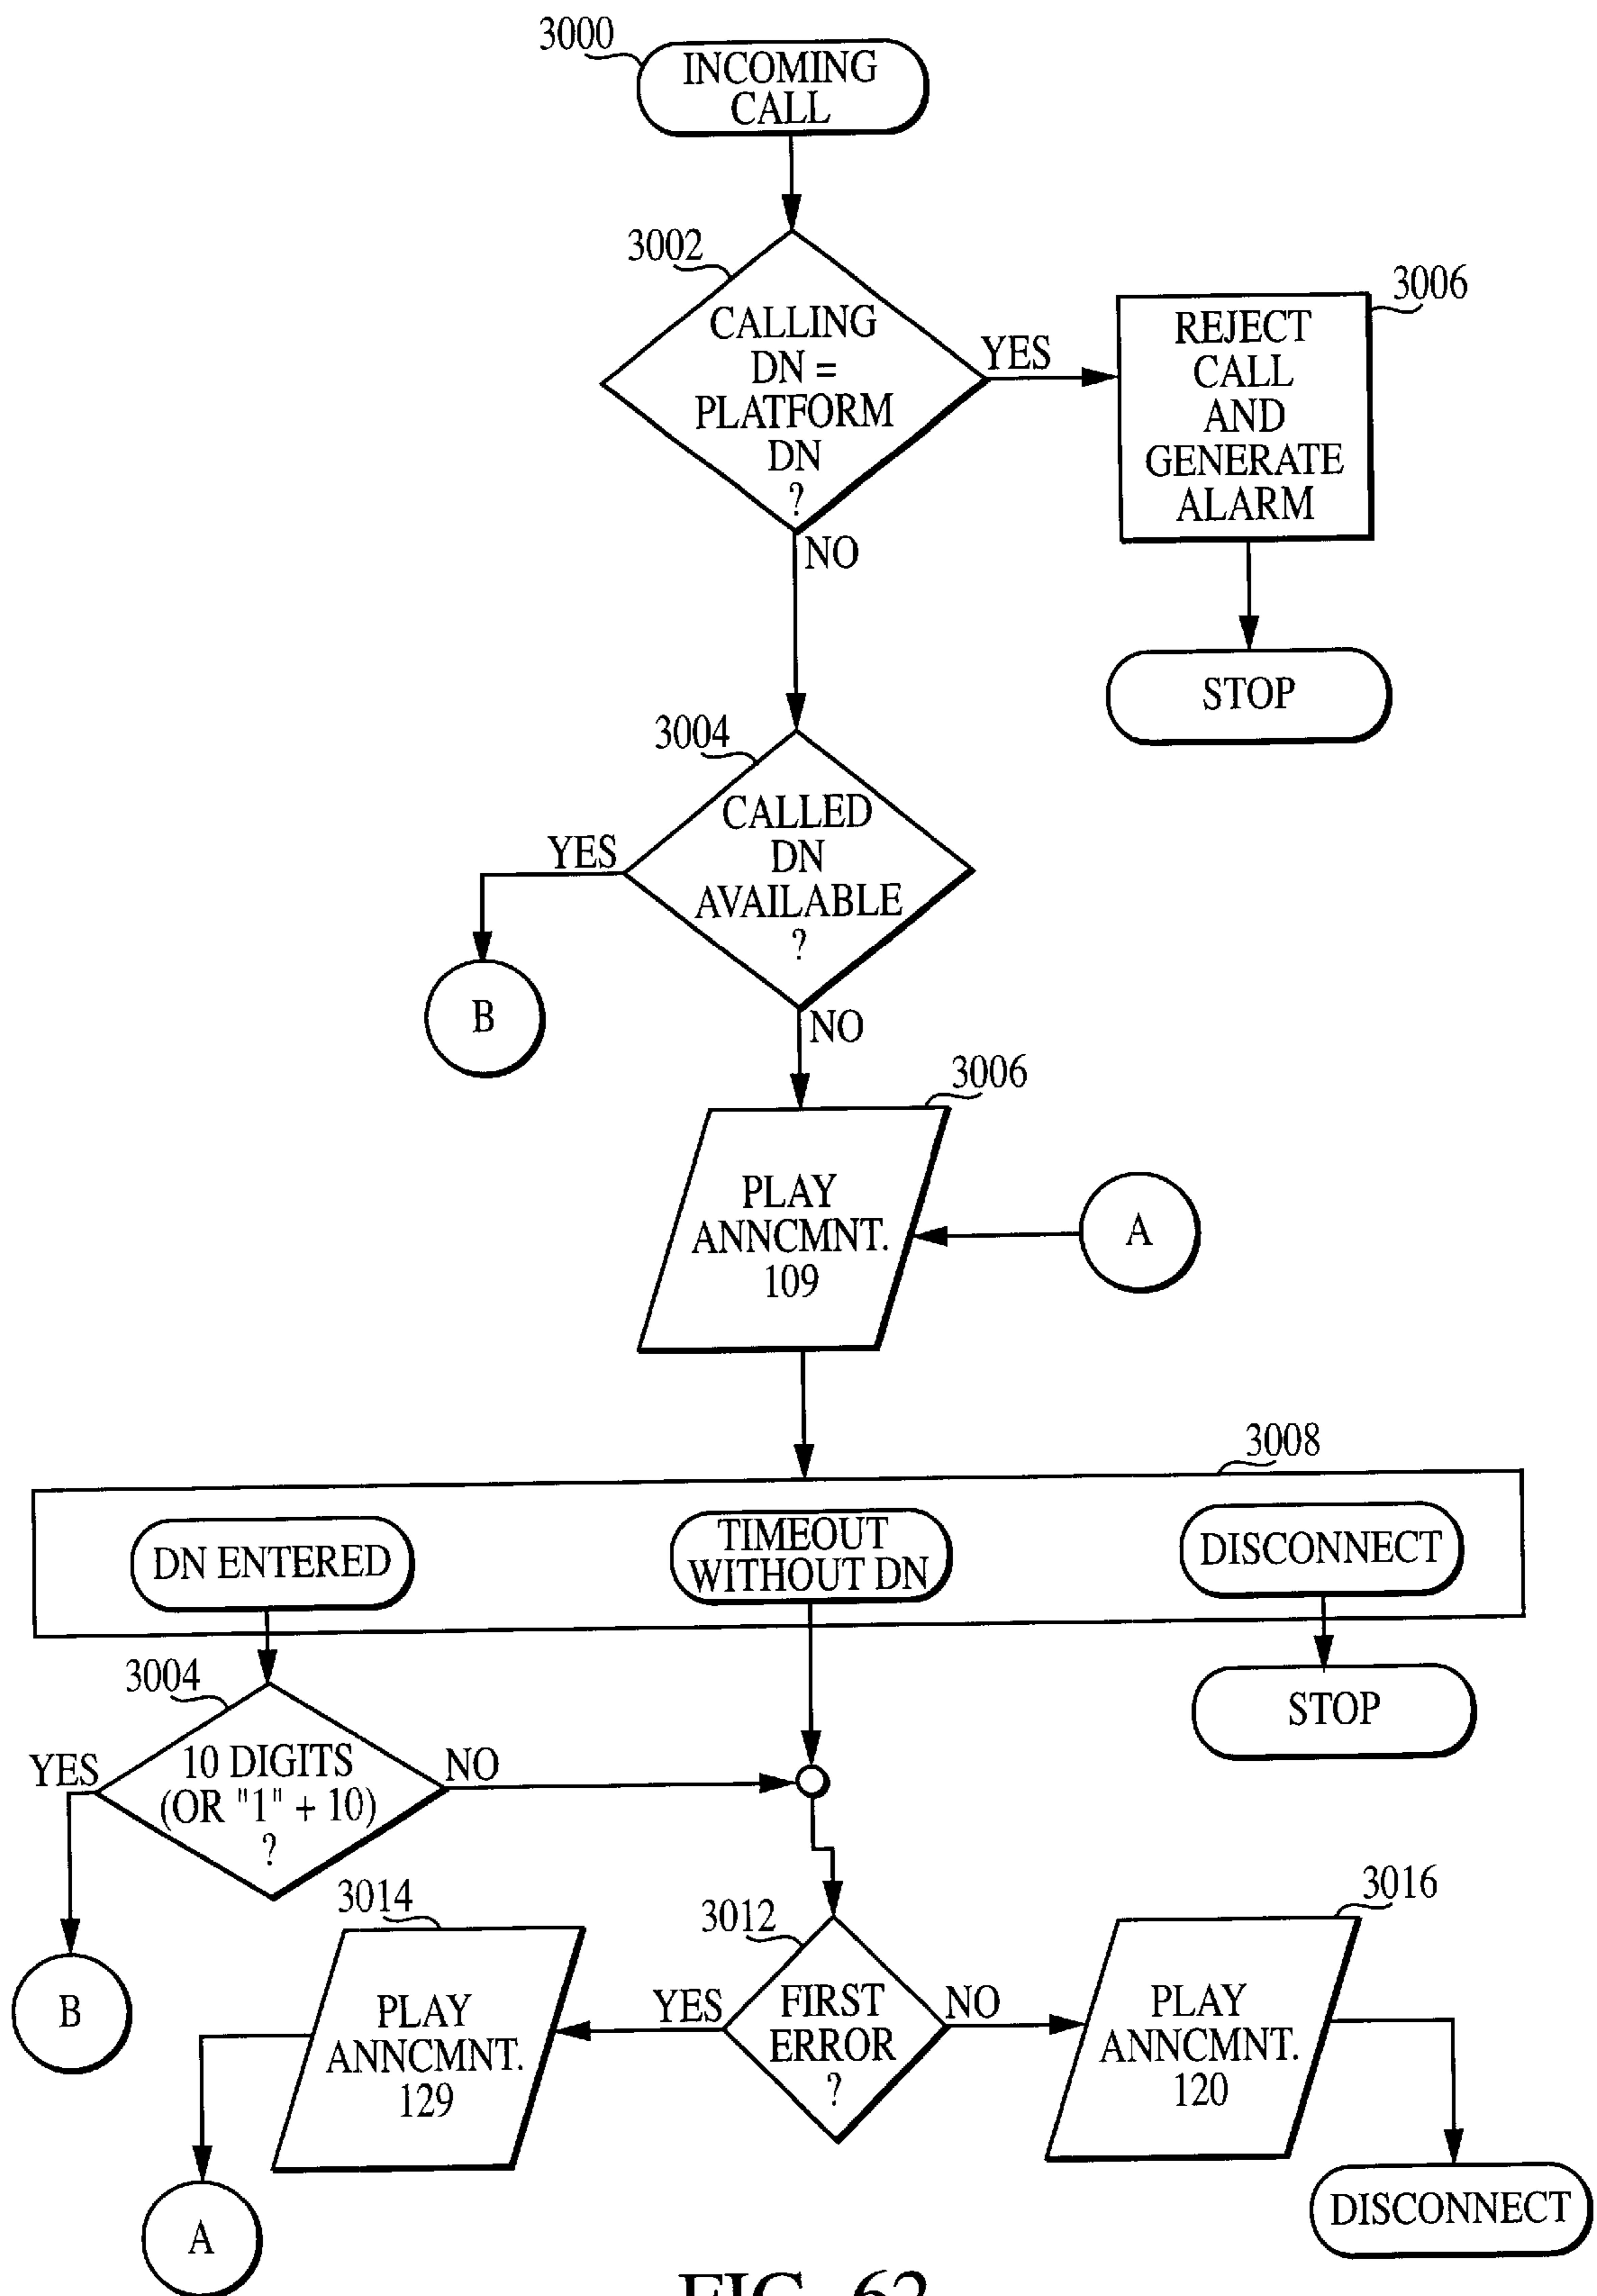 3000
INCOMING
CALL
3002
CALLING
DN =
PLATFORM
DN
?
YES
NO
3006
REJECT
CALL
AND
GENERATE
ALARM
STOP
3004
CALLED
DN
AVAILABLE
?
YES
NO
B
3006
PLAY
ANNCMNT.
109
A
3008
DN ENTERED
TIMEOUT
WITHOUT DN
DISCONNECT
STOP
3004
10 DIGITS
(OR "1" + 10)
?
YES
NO
B
3012
FIRST
ERROR
?
YES
NO
3014
PLAY
ANNCMNT.
129
A
3016
PLAY
ANNCMNT.
120
DISCONNECT